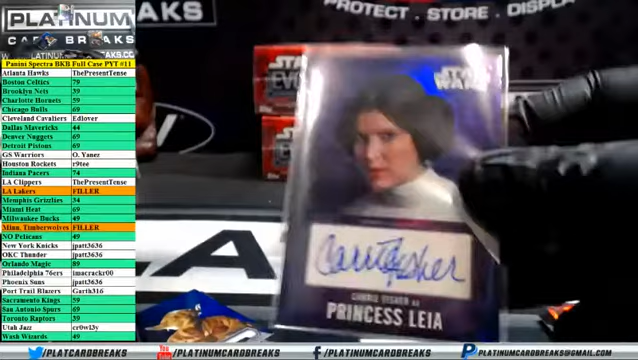 PLATINUM
CARD BREAKS
PROTECT . STORE . DISPLAY
Panini Spectra BKB Full Case PYT #11
Atlanta Hawks ThePresentTense
Boston Celtics 79
Brooklyn Nets 39
Charlotte Hornets 59
Chicago Bulls 69
Cleveland Cavaliers Edlover
Dallas Mavericks 44
Denver Nuggets 69
Detroit Pistons 69
GS Warriors O. Yanez
Houston Rockets r9tee
Indiana Pacers 74
LA Clippers ThePresentTense
LA Lakers FILLER
Memphis Grizzlies 34
Miami Heat 69
Milwaukee Bucks 49
Minn. Timberwolves FILLER
NO Pelicans 49
New York Knicks jpatt3636
OKC Thunder jpatt3636
Orlando Magic 89
Philadelphia 76ers imacrackr00
Phoenix Suns jpatt3636
Port Trail Blazers Garth316
Sacramento Kings 59
San Antonio Spurs 69
Toronto Raptors 39
Utah Jazz cr0wl3y
Wash Wizards 49
STAR
WARS
Carrie Fisher
CARRIE FISHER AS
PRINCESS LEIA
/PLATCARDBREAKS
/PLATINUMCARDBREAKS
/PLATINUMCARDBREAKS
/PLATINUMCARDBREAKS